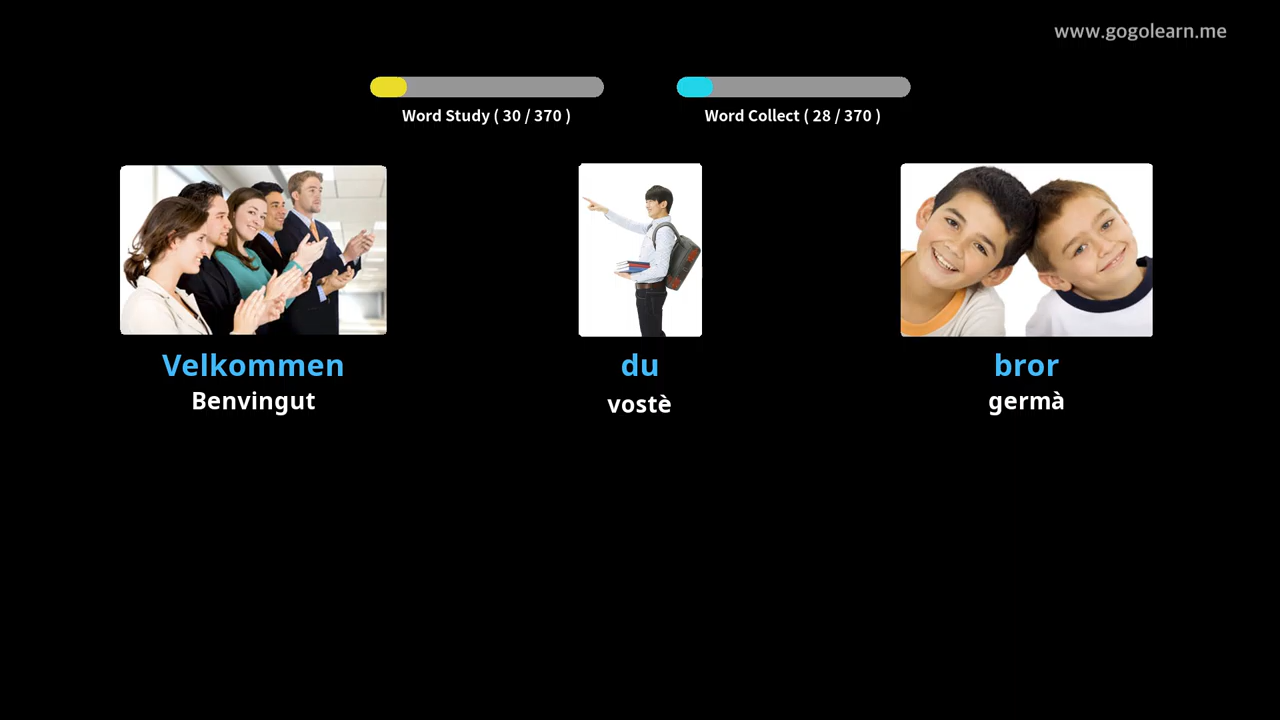 www.gogolearn.me
Word Study ( 30 / 370 )
Word Collect ( 28 / 370 )
Velkommen
Benvingut
du
vostè
bror
germà